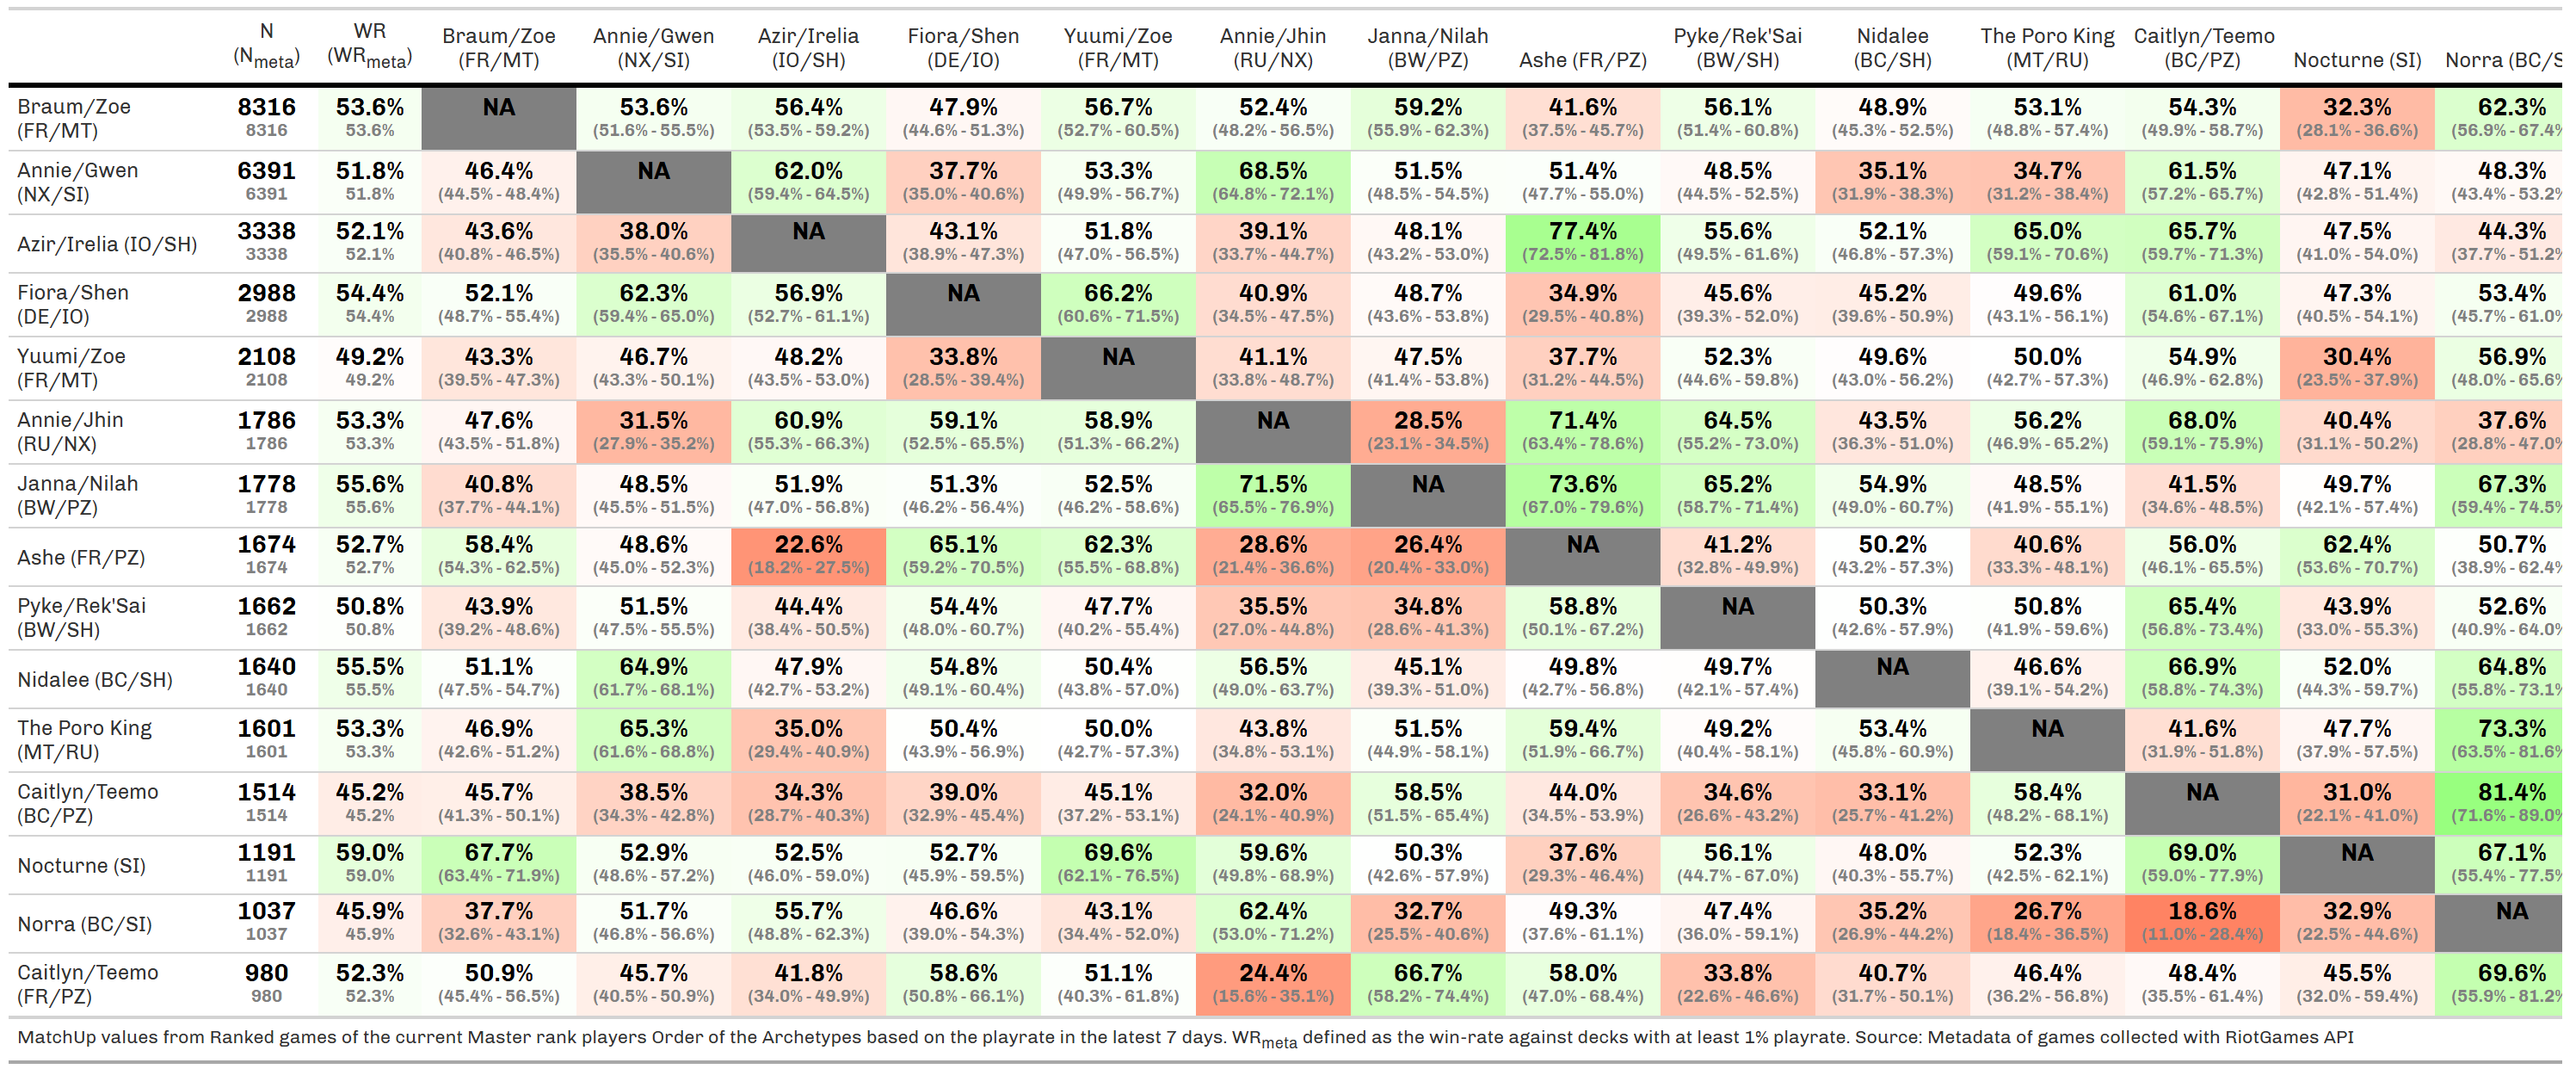 N WR Braum/Zoe Annie/Gwen Azir/Irelia Fiora/Shen Yuumi/Zoe Annie/Jhin Janna/Nilah Ashe (FR/PZ) Pyke/Rek'Sai Nidalee The Poro King Caitlyn/Teemo Nocturne (SI) Norra (BC/S
(Nmeta) (WRmeta) (FR/MT) (NX/SI) (IO/SH) (DE/IO) (FR/MT) (RU/NX) (BW/PZ) (BW/SH) (BC/SH) (MT/RU) (BC/PZ)
Braum/Zoe 8316 53.6% NA 53.6% 56.4% 47.9% 56.7% 52.4% 59.2% 41.6% 56.1% 48.9% 53.1% 54.3% 32.3% 62.3%
(FR/MT) 8316 53.6% (51.6% - 55.5%) (53.5% - 59.2%) (44.6% - 51.3%) (52.7% - 60.5%) (48.2% - 56.5%) (55.9% - 62.3%) (37.5% - 45.7%) (51.4% - 60.8%) (45.3% - 52.5%) (48.8% - 57.4%) (49.9% - 58.7%) (28.1% - 36.6%) (56.9% - 67.4%
Annie/Gwen 6391 51.8% 46.4% NA 62.0% 37.7% 53.3% 68.5% 51.5% 51.4% 48.5% 35.1% 34.7% 61.5% 47.1% 48.3%
(NX/SI) 6391 51.8% (44.5% - 48.4%) (59.4% - 64.5%) (35.0% - 40.6%) (49.9% - 56.7%) (64.8% - 72.1%) (48.5% - 54.5%) (47.7% - 55.0%) (44.5% - 52.5%) (31.9% - 38.3%) (31.2% - 38.4%) (57.2% - 65.7%) (42.8% - 51.4%) (43.4% - 53.2%
Azir/Irelia (IO/SH) 3338 52.1% 43.6% 38.0% NA 43.1% 51.8% 39.1% 48.1% 77.4% 55.6% 52.1% 65.0% 65.7% 47.5% 44.3%
3338 52.1% (40.8% - 46.5%) (35.5% - 40.6%) (38.9% - 47.3%) (47.0% - 56.5%) (33.7% - 44.7%) (43.2% - 53.0%) (72.5% - 81.8%) (49.5% - 61.6%) (46.8% - 57.3%) (59.1% - 70.6%) (59.7% - 71.3%) (41.0% - 54.0%) (37.7% - 51.2%
Fiora/Shen 2988 54.4% 52.1% 62.3% 56.9% NA 66.2% 40.9% 48.7% 34.9% 45.6% 45.2% 49.6% 61.0% 47.3% 53.4%
(DE/IO) 2988 54.4% (48.7% - 55.4%) (59.4% - 65.0%) (52.7% - 61.1%) (60.6% - 71.5%) (34.5% - 47.5%) (43.6% - 53.8%) (29.5% - 40.8%) (39.3% - 52.0%) (39.6% - 50.9%) (43.1% - 56.1%) (54.6% - 67.1%) (40.5% - 54.1%) (45.7% - 61.0%
Yuumi/Zoe 2108 49.2% 43.3% 46.7% 48.2% 33.8% NA 41.1% 47.5% 37.7% 52.3% 49.6% 50.0% 54.9% 30.4% 56.9%
(FR/MT) 2108 49.2% (39.5% - 47.3%) (43.3% - 50.1%) (43.5% - 53.0%) (28.5% - 39.4%) (33.8% - 48.7%) (41.4% - 53.8%) (31.2% - 44.5%) (44.6% - 59.8%) (43.0% - 56.2%) (42.7% - 57.3%) (46.9% - 62.8%) (23.5% - 37.9%) (48.0% - 65.6%
Annie/Jhin 1786 53.3% 47.6% 31.5% 60.9% 59.1% 58.9% NA 28.5% 71.4% 64.5% 43.5% 56.2% 68.0% 40.4% 37.6%
(RU/NX) 1786 53.3% (43.5% - 51.8%) (27.9% - 35.2%) (55.3% - 66.3%) (52.5% - 65.5%) (51.3% - 66.2%) (23.1% - 34.5%) (63.4% - 78.6%) (55.2% - 73.0%) (36.3% - 51.0%) (46.9% - 65.2%) (59.1% - 75.9%) (31.1% - 50.2%) (28.8% - 47.0%
Janna/Nilah 1778 55.6% 40.8% 48.5% 51.9% 51.3% 52.5% 71.5% NA 73.6% 65.2% 54.9% 48.5% 41.5% 49.7% 67.3%
(BW/PZ) 1778 55.6% (37.7% - 44.1%) (45.5% - 51.5%) (47.0% - 56.8%) (46.2% - 56.4%) (46.2% - 58.6%) (65.5% - 76.9%) (67.0% - 79.6%) (58.7% - 71.4%) (49.0% - 60.7%) (41.9% - 55.1%) (34.6% - 48.5%) (42.1% - 57.4%) (59.4% - 74.5%
Ashe (FR/PZ) 1674 52.7% 58.4% 48.6% 22.6% 65.1% 62.3% 28.6% 26.4% NA 41.2% 50.2% 40.6% 56.0% 62.4% 50.7%
1674 52.7% (54.3% - 62.5%) (45.0% - 52.3%) (18.2% - 27.5%) (59.2% - 70.5%) (55.5% - 68.8%) (21.4% - 36.6%) (20.4% - 33.0%) (32.8% - 49.9%) (43.2% - 57.3%) (33.3% - 48.1%) (46.1% - 65.5%) (53.6% - 70.7%) (38.9% - 62.4%
Pyke/Rek'Sai 1662 50.8% 43.9% 51.5% 44.4% 54.4% 47.7% 35.5% 34.8% 58.8% NA 50.3% 50.8% 65.4% 43.9% 52.6%
(BW/SH) 1662 50.8% (39.2% - 48.6%) (47.5% - 55.5%) (38.4% - 50.5%) (48.0% - 60.7%) (40.2% - 55.4%) (27.0% - 44.8%) (28.6% - 41.3%) (50.1% - 67.2%) (42.6% - 57.9%) (41.9% - 59.6%) (56.8% - 73.4%) (33.0% - 55.3%) (40.9% - 64.0%
Nidalee (BC/SH) 1640 55.5% 51.1% 64.9% 47.9% 54.8% 50.4% 56.5% 45.1% 49.8% 49.7% NA 46.6% 66.9% 52.0% 64.8%
1640 55.5% (47.5% - 54.7%) (61.7% - 68.1%) (42.7% - 53.2%) (49.1% - 60.4%) (43.8% - 57.0%) (49.0% - 63.7%) (39.3% - 51.0%) (42.7% - 56.8%) (42.1% - 57.4%) (39.1% - 54.2%) (58.8% - 74.3%) (44.3% - 59.7%) (55.8% - 73.1%
The Poro King 1601 53.3% 46.9% 65.3% 35.0% 50.4% 50.0% 43.8% 51.5% 59.4% 49.2% 53.4% NA 41.6% 47.7% 73.3%
(MT/RU) 1601 53.3% (42.6% - 51.2%) (61.6% - 68.8%) (29.4% - 40.9%) (43.9% - 56.9%) (42.7% - 57.3%) (34.8% - 53.1%) (44.9% - 58.1%) (51.9% - 66.7%) (40.4% - 58.1%) (45.8% - 60.9%) (31.9% - 51.8%) (37.9% - 57.5%) (63.5% - 81.6%
Caitlyn/Teemo 1514 45.2% 45.7% 38.5% 34.3% 39.0% 45.1% 32.0% 58.5% 44.0% 34.6% 33.1% 58.4% NA 31.0% 81.4%
(BC/PZ) 1514 45.2% (41.3% - 50.1%) (34.3% - 42.8%) (28.7% - 40.3%) (32.9% - 45.4%) (37.2% - 53.1%) (24.1% - 40.9%) (51.5% - 65.4%) (34.5% - 53.9%) (26.6% - 43.2%) (25.7% - 41.2%) (48.2% - 68.1%) (22.1% - 41.0%) (71.6% - 89.0%
Nocturne (SI) 1191 59.0% 67.7% 52.9% 52.5% 52.7% 69.6% 59.6% 50.3% 37.6% 56.1% 48.0% 52.3% 69.0% NA 67.1%
1191 59.0% (63.4% - 71.9%) (48.6% - 57.2%) (46.0% - 59.0%) (45.9% - 59.5%) (62.1% - 76.5%) (49.8% - 68.9%) (42.6% - 57.9%) (29.3% - 46.4%) (44.7% - 67.0%) (40.3% - 55.7%) (42.5% - 62.1%) (59.0% - 77.9%) (55.4% - 77.5%
Norra (BC/SI) 1037 45.9% 37.7% 51.7% 55.7% 46.6% 43.1% 62.4% 32.7% 49.3% 47.4% 35.2% 26.7% 18.6% 32.9% NA
1037 45.9% (32.6% - 43.1%) (46.8% - 56.6%) (48.8% - 62.3%) (39.0% - 54.3%) (34.4% - 52.0%) (53.0% - 71.2%) (25.5% - 40.6%) (37.6% - 61.1%) (36.0% - 59.1%) (26.9% - 44.2%) (18.4% - 36.5%) (11.0% - 28.4%) (22.5% - 44.6%)
Caitlyn/Teemo 980 52.3% 50.9% 45.7% 41.8% 58.6% 51.1% 24.4% 66.7% 58.0% 33.8% 40.7% 46.4% 48.4% 45.5% 69.6%
(FR/PZ) 980 52.3% (45.4% - 56.5%) (40.5% - 50.9%) (34.0% - 49.9%) (50.8% - 66.1%) (40.3% - 61.8%) (15.6% - 35.1%) (58.2% - 74.4%) (47.0% - 68.4%) (22.6% - 46.6%) (31.7% - 50.1%) (36.2% - 56.8%) (35.5% - 61.4%) (32.0% - 59.4%) (55.9% - 81.2%
MatchUp values from Ranked games of the current Master rank players Order of the Archetypes based on the playrate in the latest 7 days. WRmeta defined as the win-rate against decks with at least 1% playrate. Source: Metadata of games collected with RiotGames API